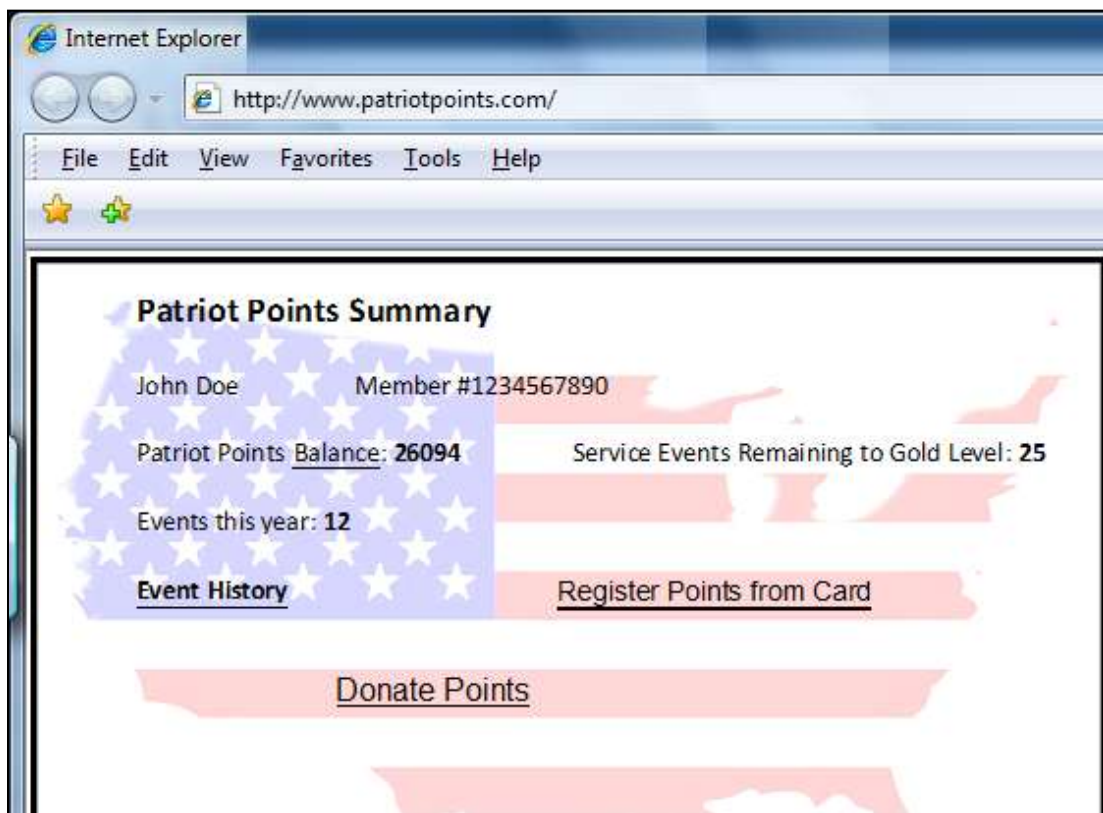 Internet Explorer
http://www.patriotpoints.com/
File Edit View Favorites Tools Help
Patriot Points Summary
John Doe Member #1234567890
Patriot Points Balance: 26094 Service Events Remaining to Gold Level: 25
Events this year: 12
Event History Register Points from Card
Donate Points